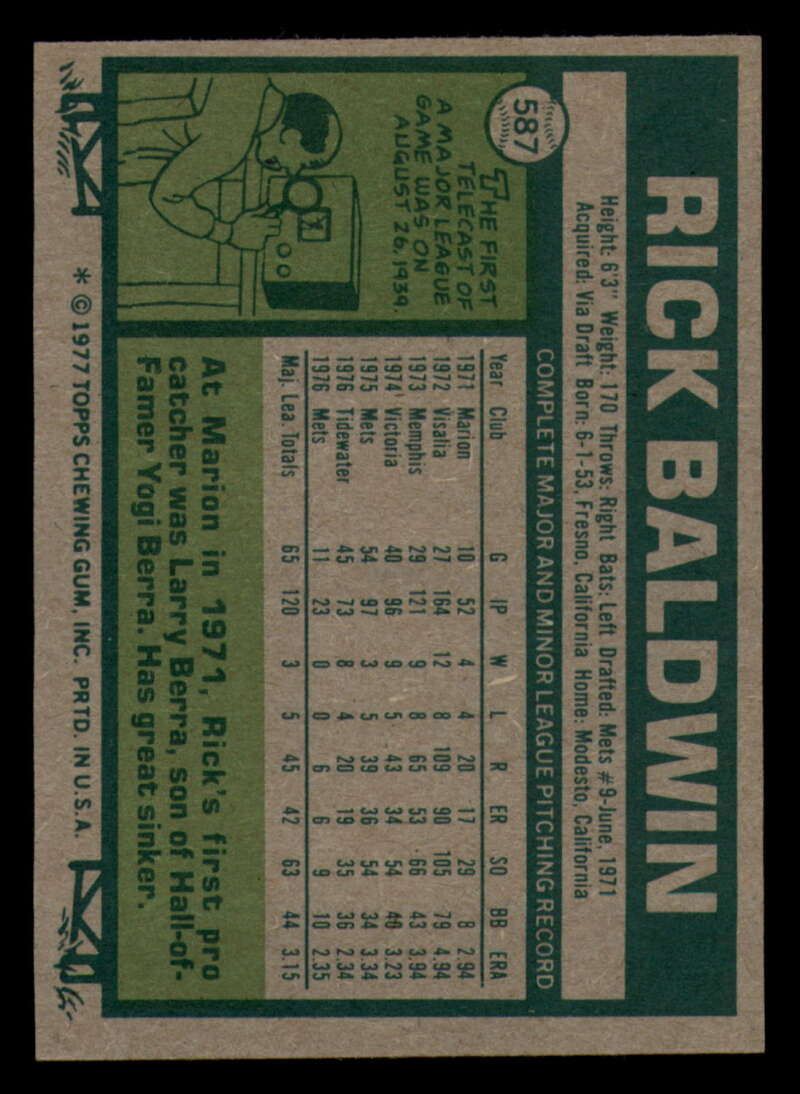 587
RICK BALDWIN
Height: 6'3" Weight: 170 Throws: Right Bats: Left Drafted: Mets #9-June, 1971
Acquired: Via Draft Born: 6-1-53, Fresno, California Home: Modesto, California
COMPLETE MAJOR AND MINOR LEAGUE PITCHING RECORD
Year Club G IP W L R ER SO BB ERA
1971 Marion 10 52 4 4 20 17 29 8 2.94
1972 Visalia 27 164 12 8 109 90 105 79 4.94
1973 Memphis 29 121 9 8 65 53 66 43 3.94
1974 Victoria 40 96 9 5 43 34 54 40 3.23
1975 Mets 54 97 3 5 39 36 54 34 3.34
1976 Tidewater 45 73 8 4 20 19 35 36 2.34
1976 Mets 11 23 0 0 6 6 9 10 2.35
Maj. Lea. Totals 65 120 3 5 45 42 63 44 3.15
THE FIRST
TELECAST OF
A MAJOR LEAGUE
GAME WAS ON
AUGUST 26, 1939.
At Marion in 1971, Rick's first pro
catcher was Larry Berra, son of Hall-of-
Famer Yogi Berra. Has great sinker.
* © 1977 TOPPS CHEWING GUM, INC. PRTD. IN U.S.A.